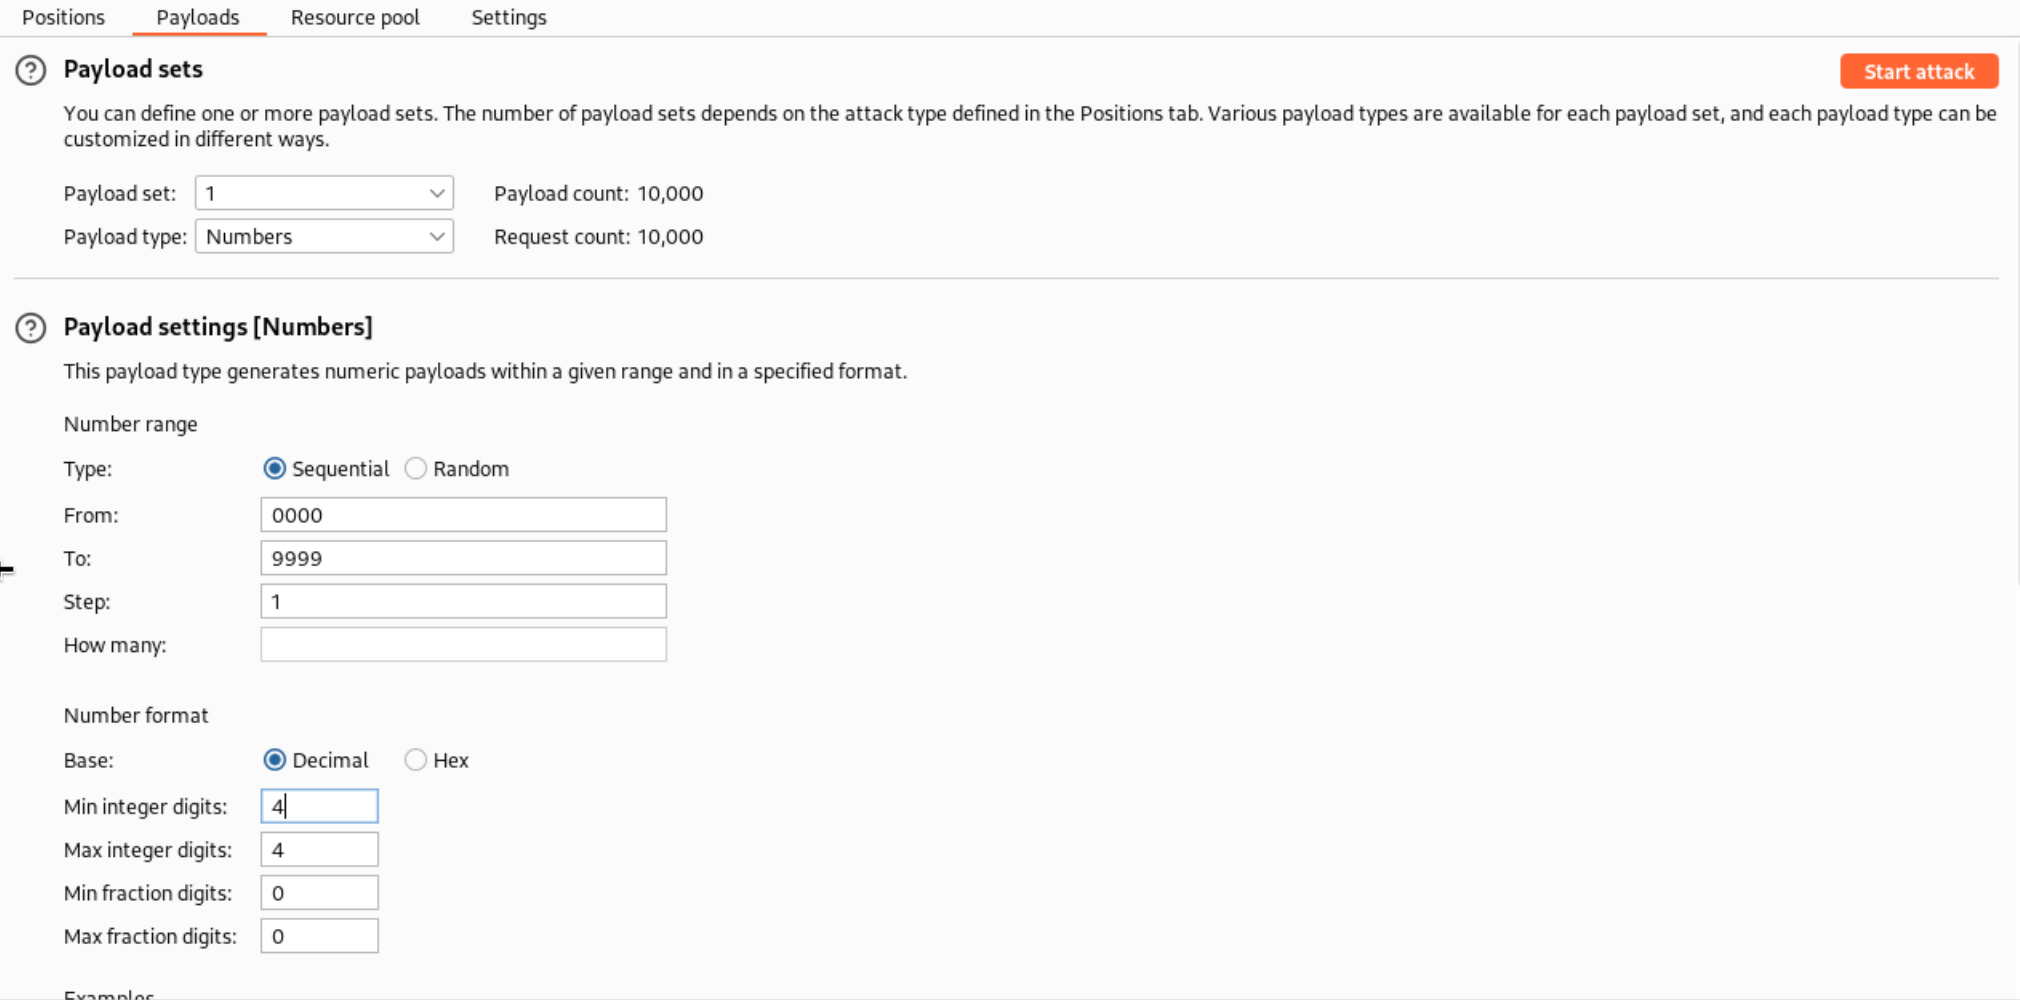 Positions Payloads Resource pool Settings
Payload sets
Start attack
You can define one or more payload sets. The number of payload sets depends on the attack type defined in the Positions tab. Various payload types are available for each payload set, and each payload type can be
customized in different ways.
Payload set: 1 Payload count: 10,000
Payload type: Numbers Request count: 10,000
Payload settings [Numbers]
This payload type generates numeric payloads within a given range and in a specified format.
Number range
Type: Sequential Random
From: 0000
To: 9999
Step: 1
How many:
Number format
Base: Decimal Hex
Min integer digits: 4
Max integer digits: 4
Min fraction digits: 0
Max fraction digits: 0
Examples